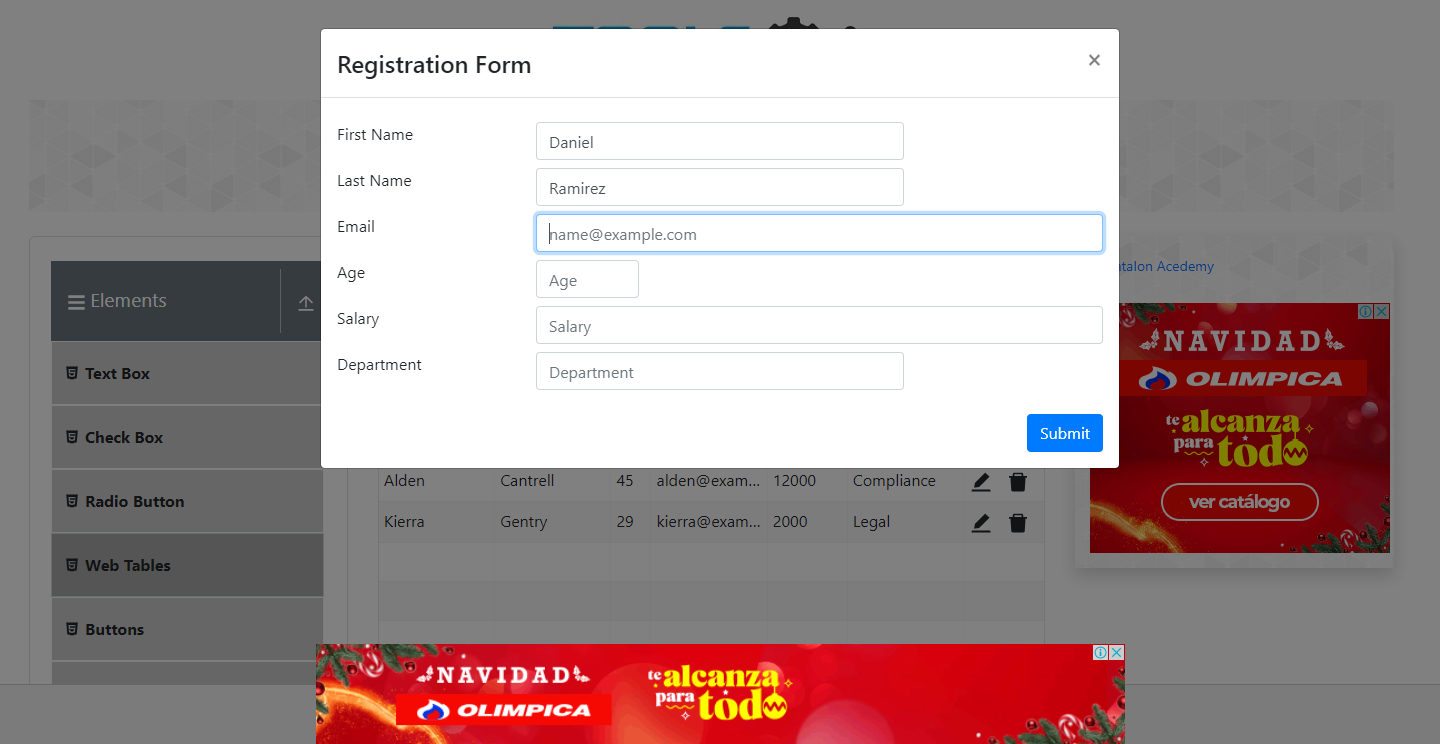 Registration Form
×
First Name
Daniel
Last Name
Ramirez
Email
name@example.com
Age
Age
Salary
Salary
Department
Department
Submit
Elements
Text Box
Check Box
Radio Button
Web Tables
Buttons
Alden Cantrell 45 alden@exam... 12000 Compliance
Kierra Gentry 29 kierra@exam... 2000 Legal
NAVIDAD
OLIMPICA
te alcanza
para todo
ver catálogo
NAVIDAD
OLIMPICA
te alcanza
para todo